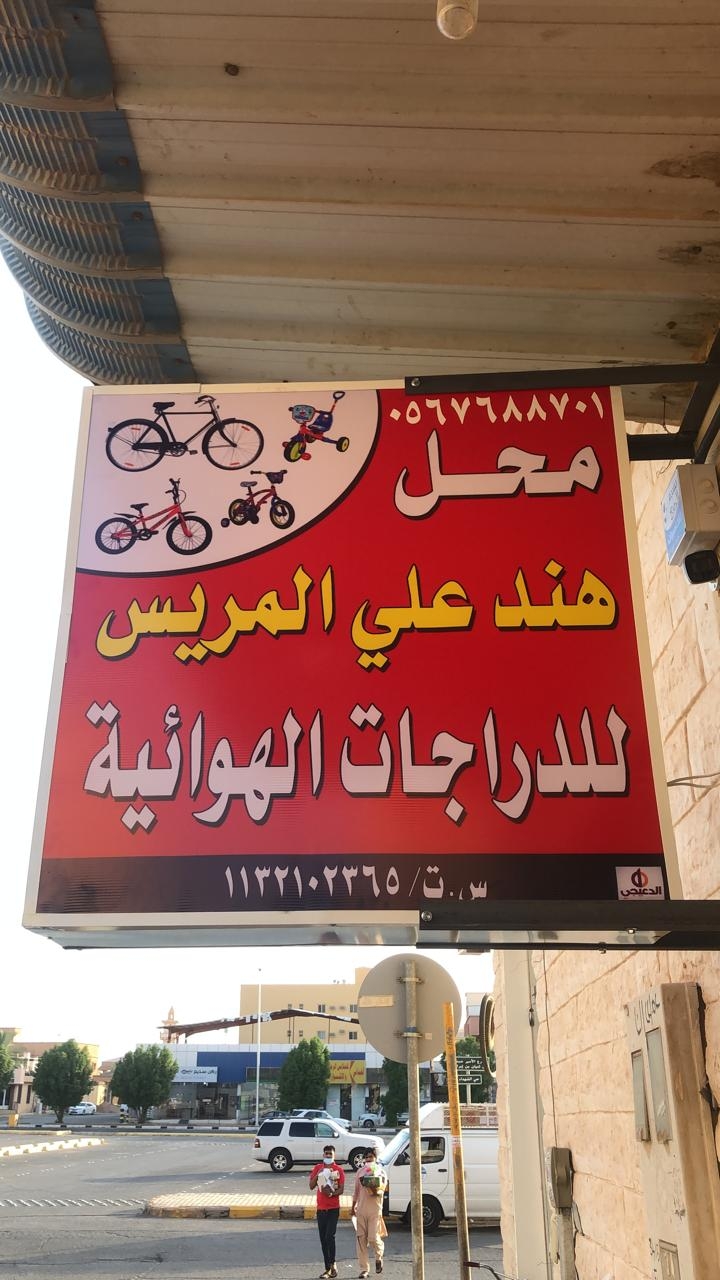 ٠٥٦٧٦٨٨٧٠١
محل
هند علي المريس
للدراجات الهوائية
س.ت/ ١١٣٢١٠٢٣٦٥
الدعيجي